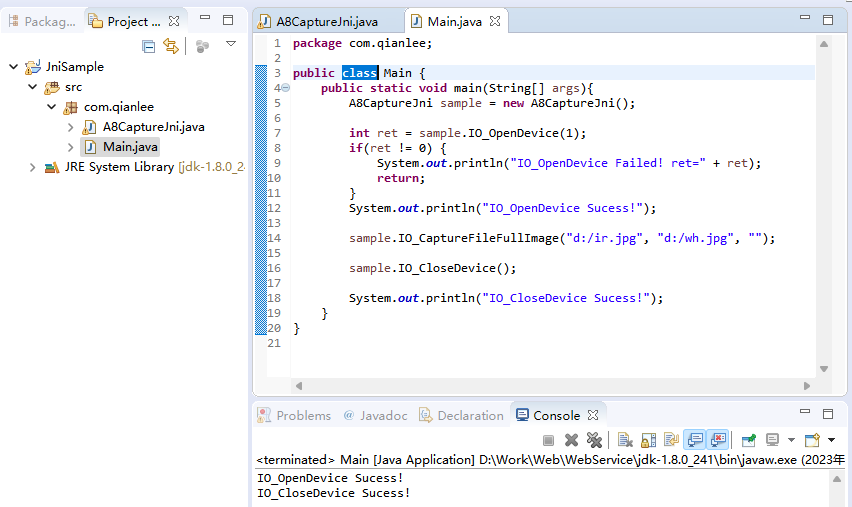 Packag...
Project ...
JniSample
src
com.qianlee
A8CaptureJni.java
Main.java
JRE System Library [jdk-1.8.0_24
A8CaptureJni.java
Main.java
1 package com.qianlee;
2
3 public class Main {
4 public static void main(String[] args){
5 A8CaptureJni sample = new A8CaptureJni();
6
7 int ret = sample.IO_OpenDevice(1);
8 if(ret != 0) {
9 System.out.println("IO_OpenDevice Failed! ret=" + ret);
10 return;
11 }
12 System.out.println("IO_OpenDevice Sucess!");
13
14 sample.IO_CaptureFileFullImage("d:/ir.jpg", "d:/wh.jpg", "");
15
16 sample.IO_CloseDevice();
17
18 System.out.println("IO_CloseDevice Sucess!");
19 }
20 }
21
Problems @ Javadoc Declaration Console
<terminated> Main [Java Application] D:\Work\Web\WebService\jdk-1.8.0_241\bin\javaw.exe (2023年
IO_OpenDevice Sucess!
IO_CloseDevice Sucess!